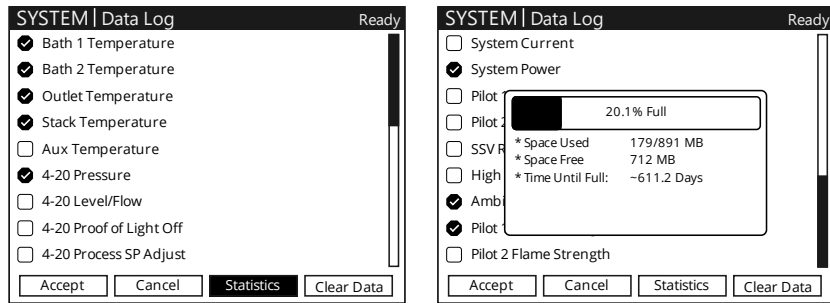 SYSTEM | Data Log Ready
Bath 1 Temperature
Bath 2 Temperature
Outlet Temperature
Stack Temperature
Aux Temperature
4-20 Pressure
4-20 Level/Flow
4-20 Proof of Light Off
4-20 Process SP Adjust
Accept Cancel Statistics Clear Data
SYSTEM | Data Log Ready
System Current
System Power
Pilot 1
Pilot 2
SSV R
High
Ambi
Pilot 1
Pilot 2 Flame Strength
20.1% Full
* Space Used 179/891 MB
* Space Free 712 MB
* Time Until Full: ~611.2 Days
Accept Cancel Statistics Clear Data